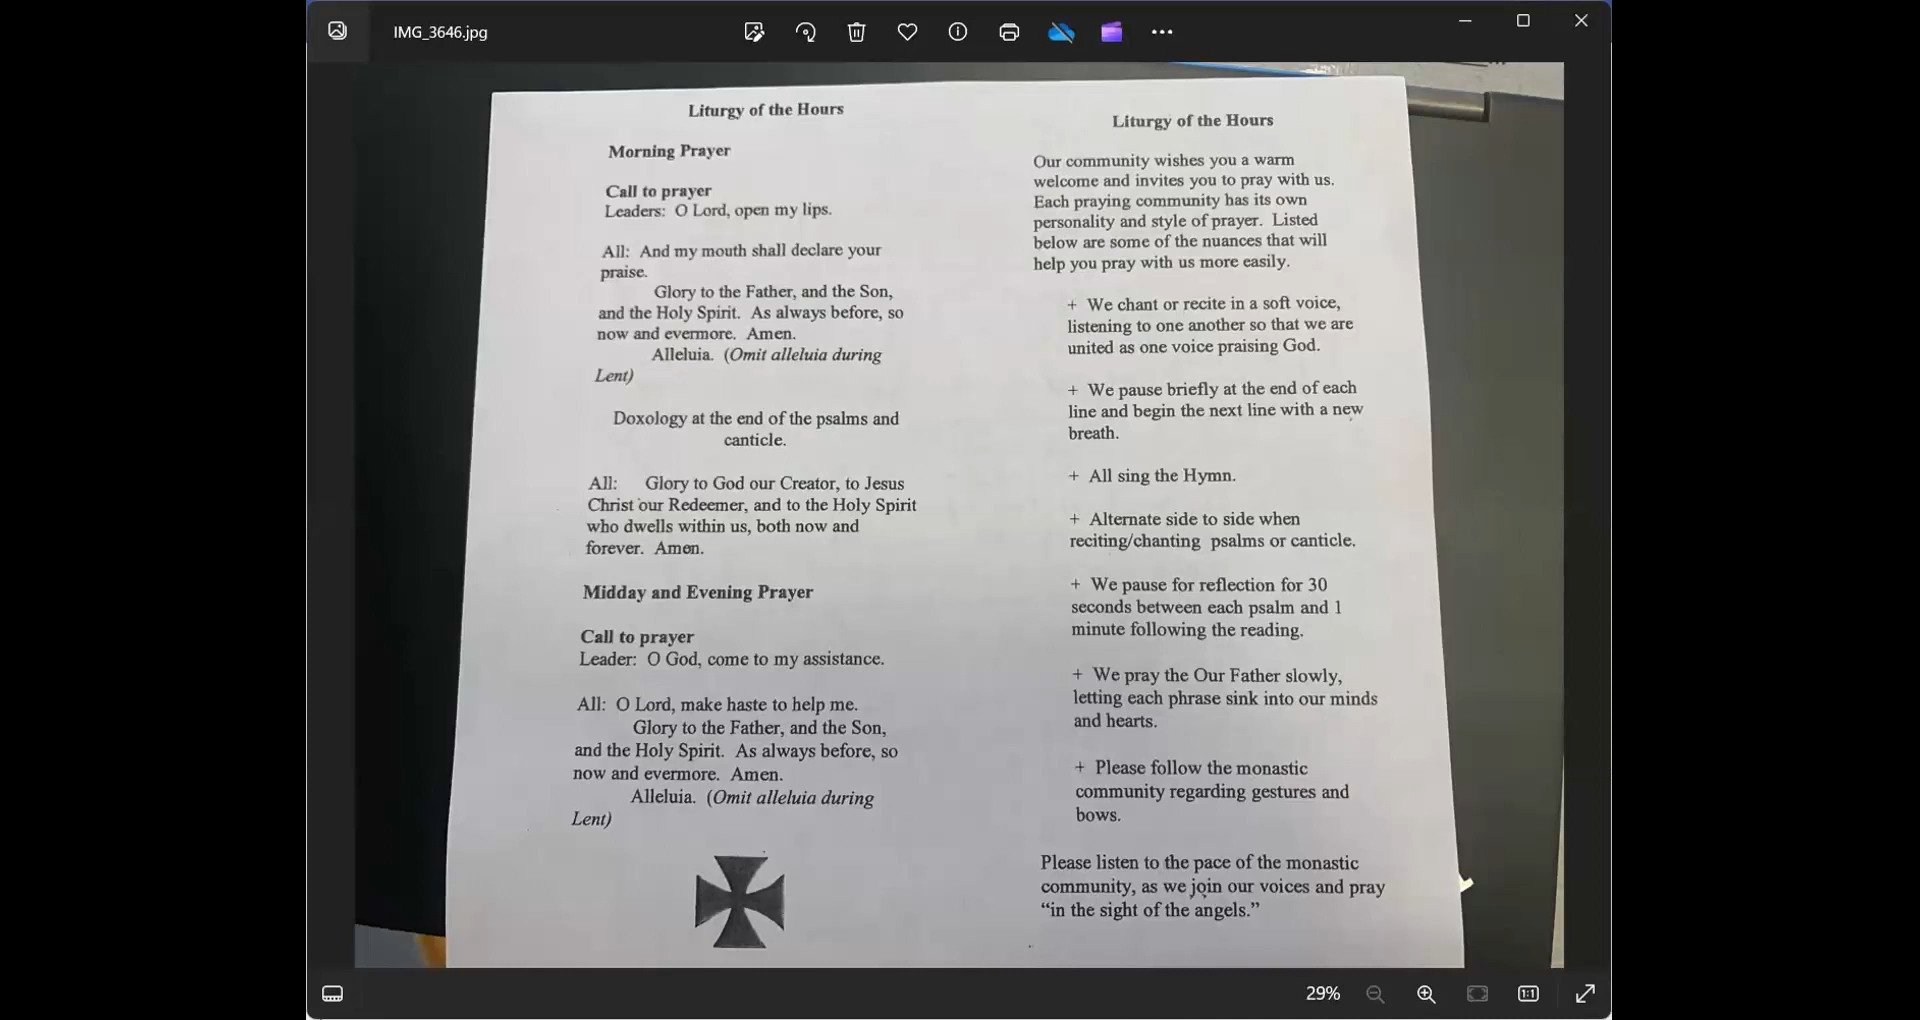 IMG_3646.jpg
Liturgy of the Hours
Morning Prayer
Call to prayer
Leaders: O Lord, open my lips.
All: And my mouth shall declare your
praise.
Glory to the Father, and the Son,
and the Holy Spirit. As always before, so
now and evermore. Amen.
Alleluia. (Omit alleluia during
Lent)
Doxology at the end of the psalms and
canticle.
All: Glory to God our Creator, to Jesus
Christ our Redeemer, and to the Holy Spirit
who dwells within us, both now and
forever. Amen.
Midday and Evening Prayer
Call to prayer
Leader: O God, come to my assistance.
All: O Lord, make haste to help me.
Glory to the Father, and the Son,
and the Holy Spirit. As always before, so
now and evermore. Amen.
Alleluia. (Omit alleluia during
Lent)
Liturgy of the Hours
Our community wishes you a warm
welcome and invites you to pray with us.
Each praying community has its own
personality and style of prayer. Listed
below are some of the nuances that will
help you pray with us more easily.
+ We chant or recite in a soft voice,
listening to one another so that we are
united as one voice praising God.
+ We pause briefly at the end of each
line and begin the next line with a new
breath.
+ All sing the Hymn.
+ Alternate side to side when
reciting/chanting psalms or canticle.
+ We pause for reflection for 30
seconds between each psalm and 1
minute following the reading.
+ We pray the Our Father slowly,
letting each phrase sink into our minds
and hearts.
+ Please follow the monastic
community regarding gestures and
bows.
Please listen to the pace of the monastic
community, as we join our voices and pray
“in the sight of the angels.”
29%
1:1